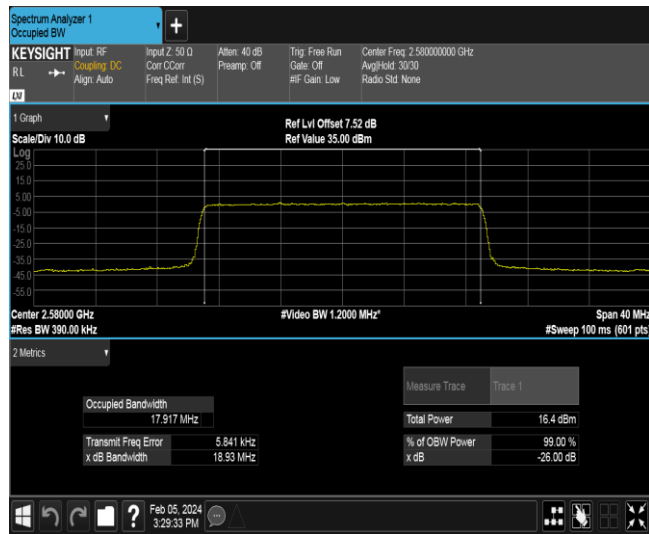 Spectrum Analyzer 1
Occupied BW
+
KEYSIGHT
RL
LXI
Input: RF
Coupling: DC
Align: Auto
Input Z: 50 Ω
Corr CCorr
Freq Ref: Int (S)
Atten: 40 dB
Preamp: Off
Trig: Free Run
Gate: Off
#IF Gain: Low
Center Freq: 2.580000000 GHz
Avg|Hold: 30/30
Radio Std: None
1 Graph
Scale/Div 10.0 dB
Ref Lvl Offset 7.52 dB
Ref Value 35.00 dBm
Log
25.0
15.0
5.00
-5.00
-15.0
-25.0
-35.0
-45.0
-55.0
Center 2.58000 GHz
#Res BW 390.00 kHz
#Video BW 1.2000 MHz*
Span 40 MHz
#Sweep 100 ms (601 pts)
2 Metrics
Measure Trace Trace 1
Occupied Bandwidth
17.917 MHz
Total Power 16.4 dBm
Transmit Freq Error 5.841 kHz
% of OBW Power 99.00 %
x dB Bandwidth 18.93 MHz
x dB -26.00 dB
?
Feb 05, 2024
3:29:33 PM